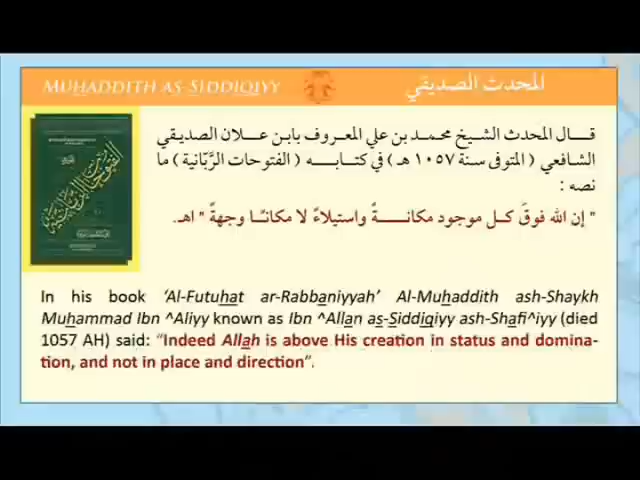 MUHADDITH AS-SIDDIQIYY
المحدث الصديقي
قال المحدث الشيخ محمد بن علي المعروف بابن علان الصديقي
الشافعي (المتوفى سنة ١٠٥٧ هـ) في كتابه (الفتوحات الرَّبّانية) ما
نصه :
" إن الله فوقَ كل موجود مكانةً واستيلاءً لا مكانًا وجهةً " اهـ.
In his book ‘Al-Futuhat ar-Rabbaniyyah’ Al-Muhaddith ash-Shaykh
Muhammad Ibn ^Aliyy known as Ibn ^Allan as-Siddiqiyy ash-Shafi^iyy (died
1057 AH) said: “Indeed Allah is above His creation in status and domina-
tion, and not in place and direction”.